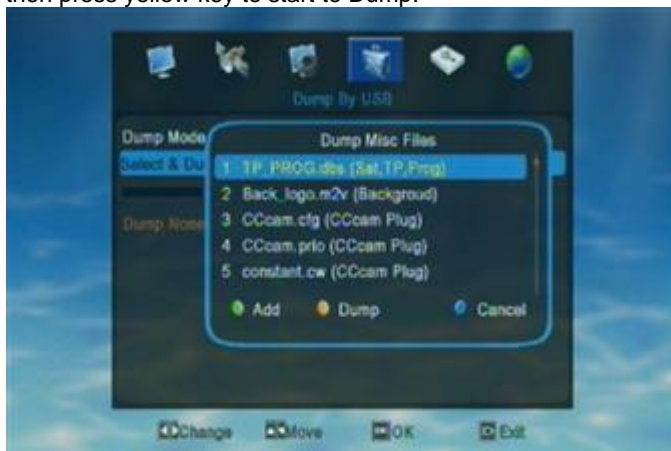 then press yellow key to start to Dump.
Dump By USB
Dump Mode
Dump Misc Files
Select & Du
1 TP_PROG.dbs (Sat,TP,Prog)
2 Back_logo.m2v (Backgroud)
Dump None
3 CCcam.cfg (CCcam Plug)
4 CCcam.prio (CCcam Plug)
5 constant.cw (CCcam Plug)
Add Dump Cancel
Change Move OK Exit